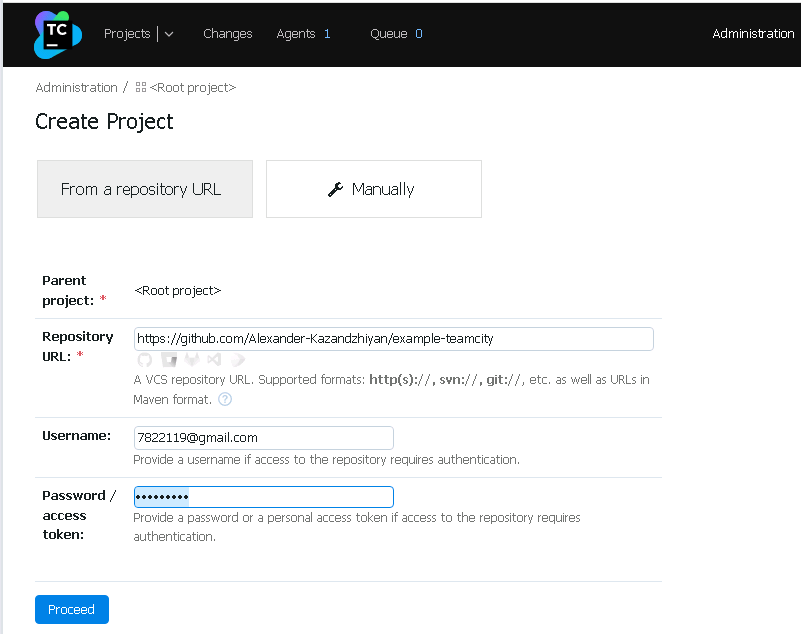 TC
Projects Changes Agents 1 Queue 0 Administration
Administration / <Root project>
Create Project
From a repository URL Manually
Parent project: * <Root project>
Repository URL: * https://github.com/Alexander-Kazandzhiyan/example-teamcity
A VCS repository URL. Supported formats: http(s)://, svn://, git://, etc. as well as URLs in
Maven format. ?
Username: 7822119@gmail.com
Provide a username if access to the repository requires authentication.
Password / access token: •••••••••
Provide a password or a personal access token if access to the repository requires
authentication.
Proceed